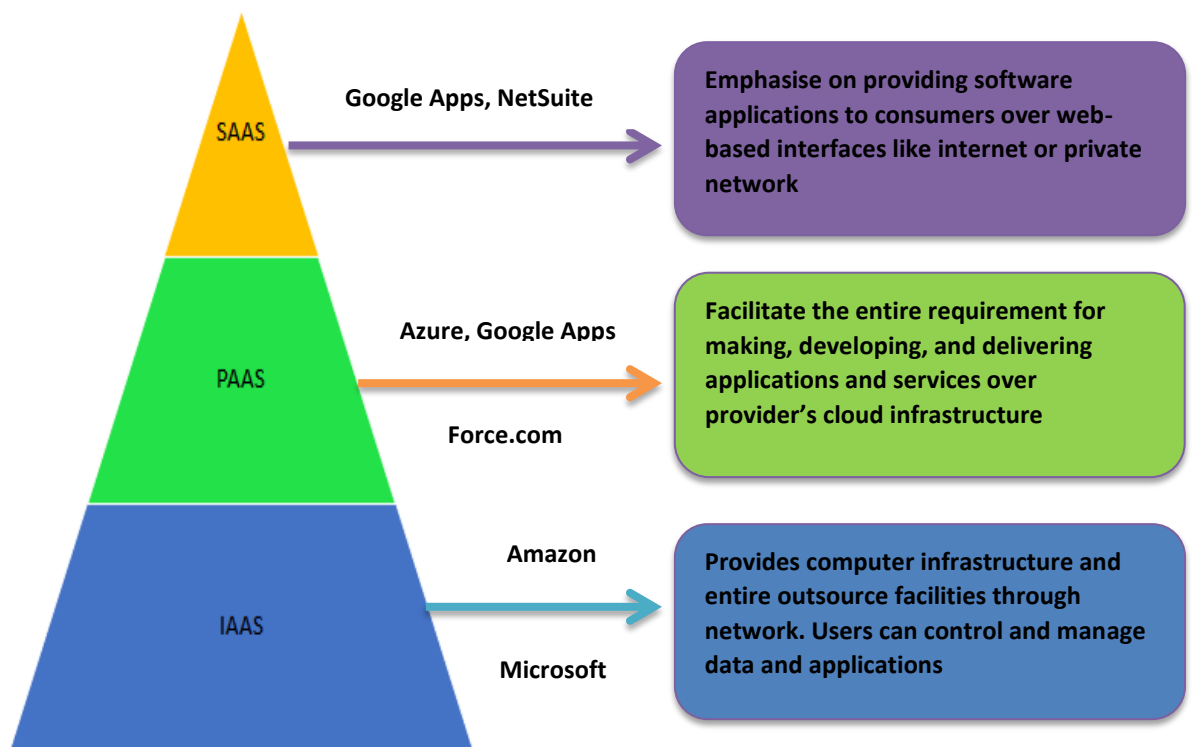 SAAS
Google Apps, NetSuite
Emphasise on providing software
applications to consumers over web-
based interfaces like internet or private
network
PAAS
Azure, Google Apps
Force.com
Facilitate the entire requirement for
making, developing, and delivering
applications and services over
provider’s cloud infrastructure
IAAS
Amazon
Microsoft
Provides computer infrastructure and
entire outsource facilities through
network. Users can control and manage
data and applications